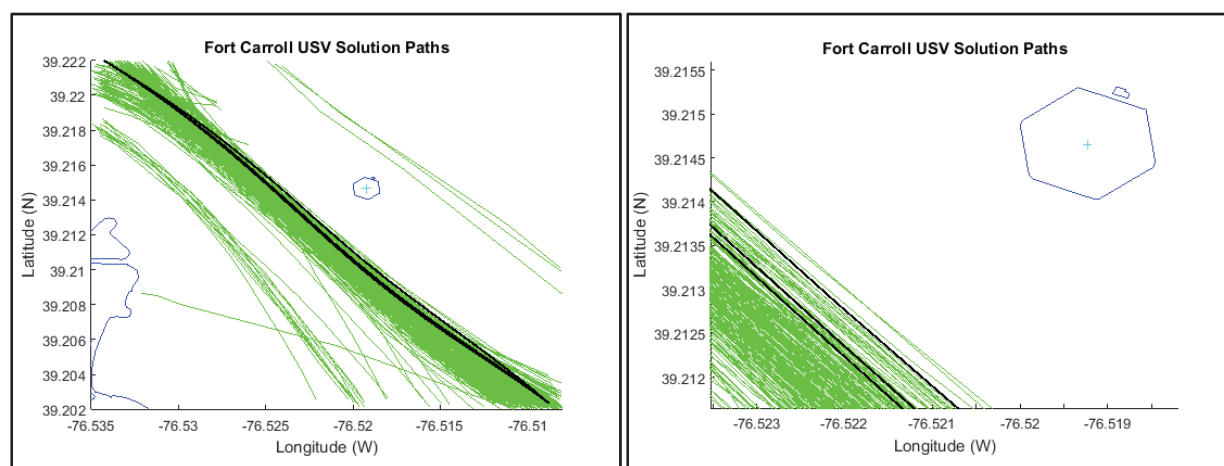 Fort Carroll USV Solution Paths
39.222
39.22
39.218
39.216
39.214
39.212
39.21
39.208
39.206
39.204
39.202
Latitude (N)
-76.535 -76.53 -76.525 -76.52 -76.515 -76.51
Longitude (W)
Fort Carroll USV Solution Paths
39.2155
39.215
39.2145
39.214
39.2135
39.213
39.2125
39.212
Latitude (N)
-76.523 -76.522 -76.521 -76.52 -76.519
Longitude (W)